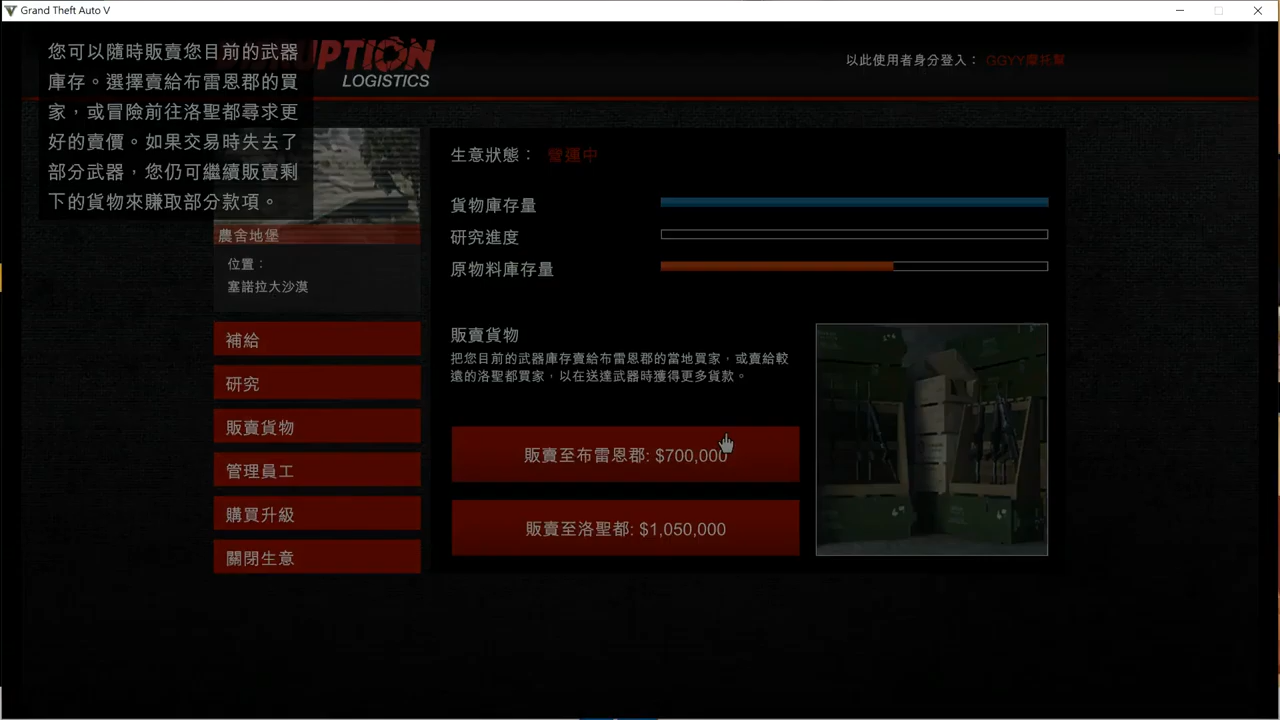 Grand Theft Auto V
您可以隨時販賣您目前的武器
庫存。選擇賣給布雷恩郡的買
家，或冒險前往洛聖都尋求更
好的賣價。如果交易時失去了
部分武器，您仍可繼續販賣剩
下的貨物來賺取部分款項。
UPTION
LOGISTICS
以此使用者身分登入： GGYY摩托幫
農舍地堡
位置：
塞諾拉大沙漠
補給
研究
販賣貨物
管理員工
購買升級
關閉生意
生意狀態： 營運中
貨物庫存量
研究進度
原物料庫存量
販賣貨物
把您目前的武器庫存賣給布雷恩郡的當地買家，或賣給較
遠的洛聖都買家，以在送達武器時獲得更多貨款。
販賣至布雷恩郡: $700,000
販賣至洛聖都: $1,050,000